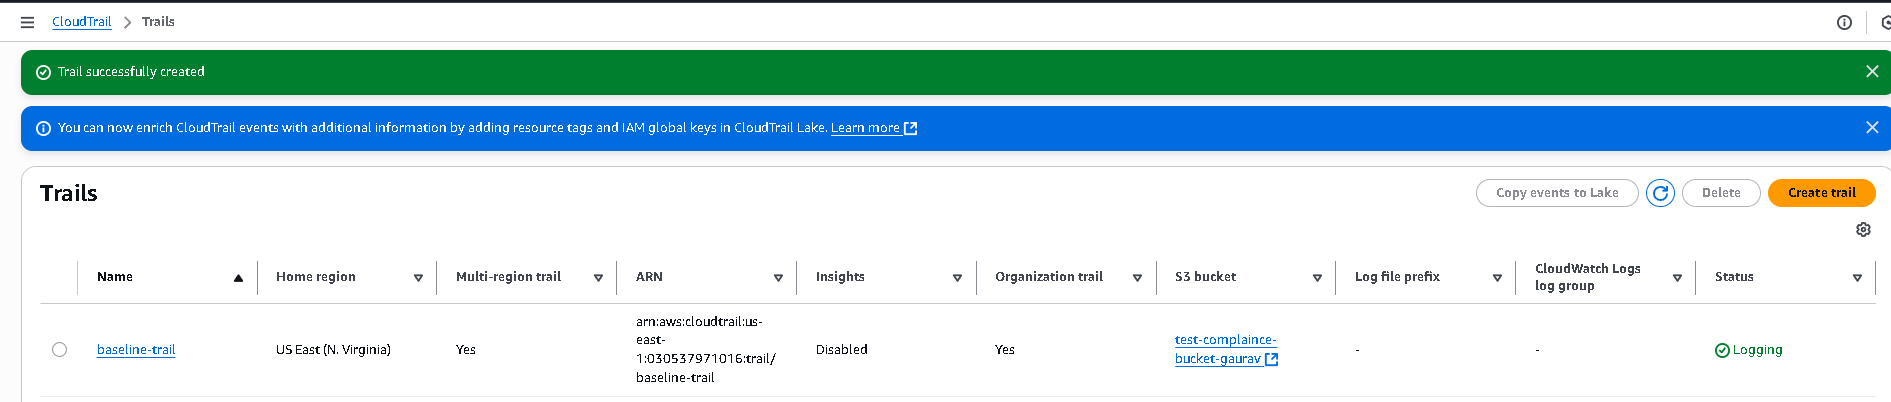 CloudTrail > Trails
Trail successfully created
You can now enrich CloudTrail events with additional information by adding resource tags and IAM global keys in CloudTrail Lake. Learn more
Trails
Copy events to Lake
Delete
Create trail
Name
Home region
Multi-region trail
ARN
Insights
Organization trail
S3 bucket
Log file prefix
CloudWatch Logs
log group
Status
baseline-trail
US East (N. Virginia)
Yes
arn:aws:cloudtrail:us-
east-
1:030537971016:trail/
baseline-trail
Disabled
Yes
test-complaince-
bucket-gaurav
-
-
Logging